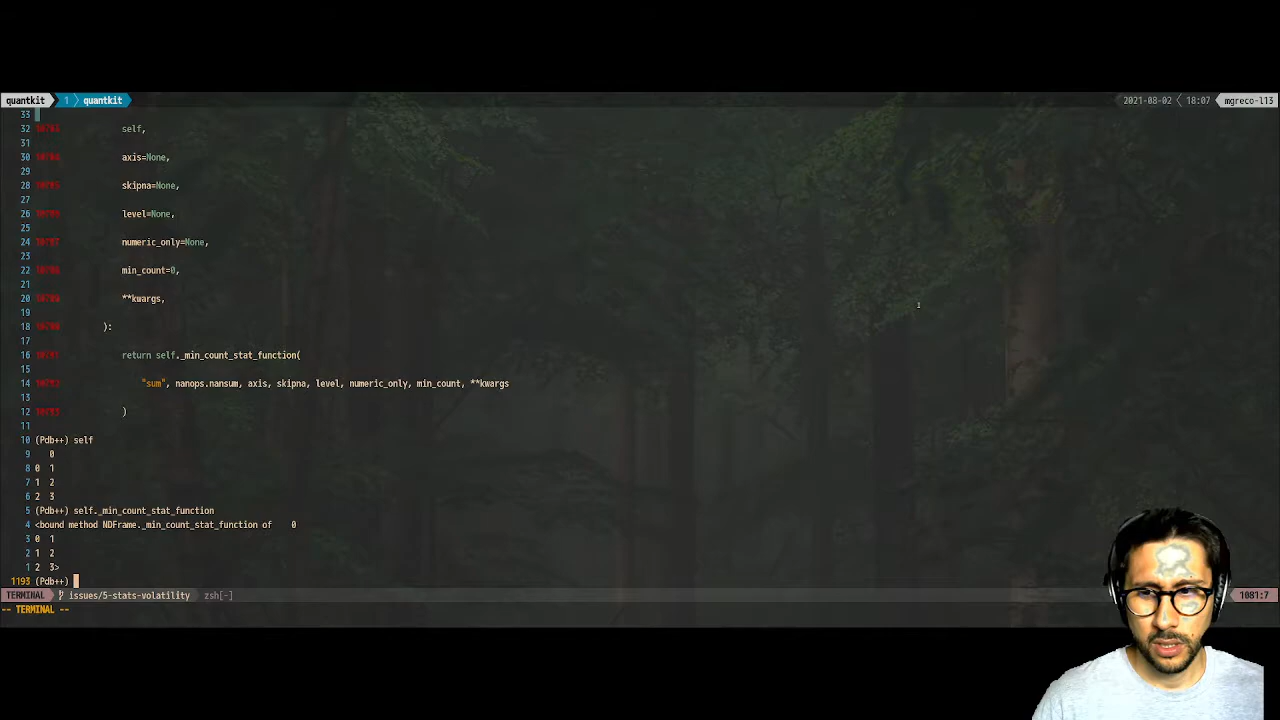 quantkit 1 quantkit 2021-08-02 18:07 mgreco-l13
33
32 self,
31
30 axis=None,
29
28 skipna=None,
27
26 level=None,
25
24 numeric_only=None,
23
22 min_count=0,
21
20 **kwargs,
19
18 ):
17
16 return self._min_count_stat_function(
15
14 "sum", nanops.nansum, axis, skipna, level, numeric_only, min_count, **kwargs
13
12 )
11
10 (Pdb++) self
9 0
8 0 1
7 1 2
6 2 3
5 (Pdb++) self._min_count_stat_function
4 <bound method NDFrame._min_count_stat_function of 0
3 0 1
2 1 2
1 2 3>
1193 (Pdb++)
TERMINAL issues/5-stats-volatility zsh[-] 1081:7
-- TERMINAL --